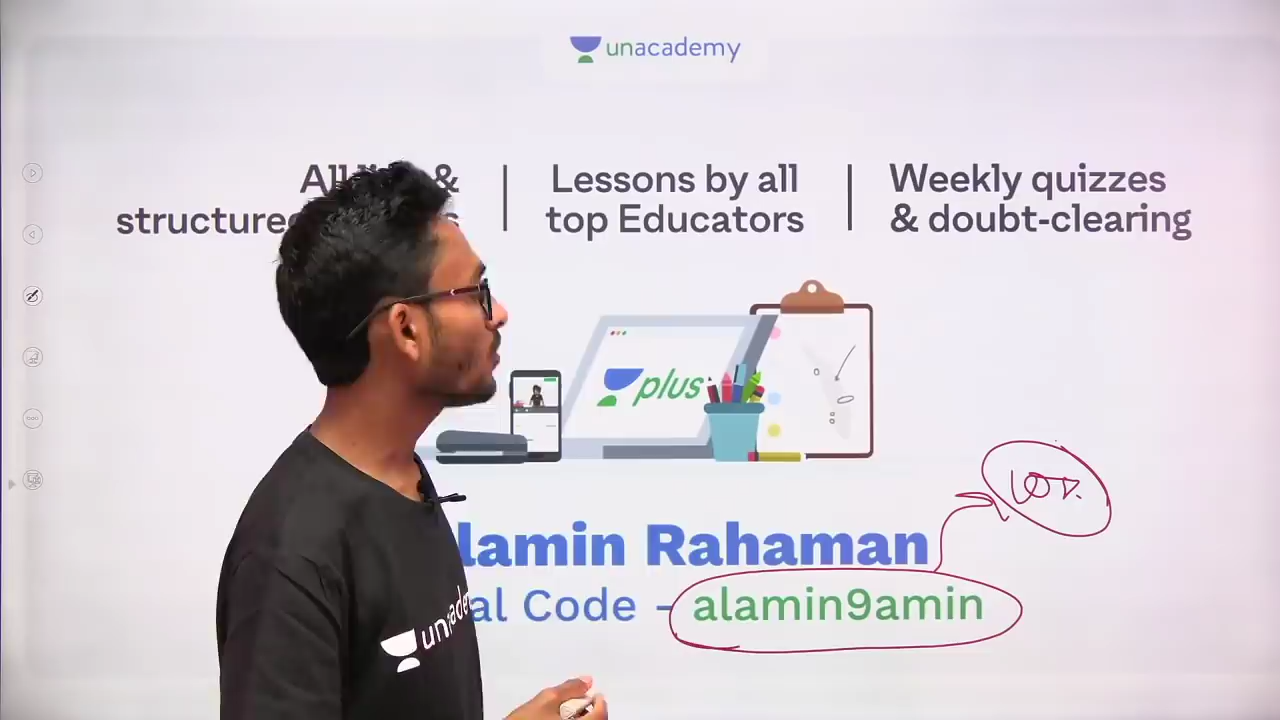 unacademy
All &
structured
Lessons by all
top Educators
Weekly quizzes
& doubt-clearing
plus
lamin Rahaman
al Code - alamin9amin
10%
unacade